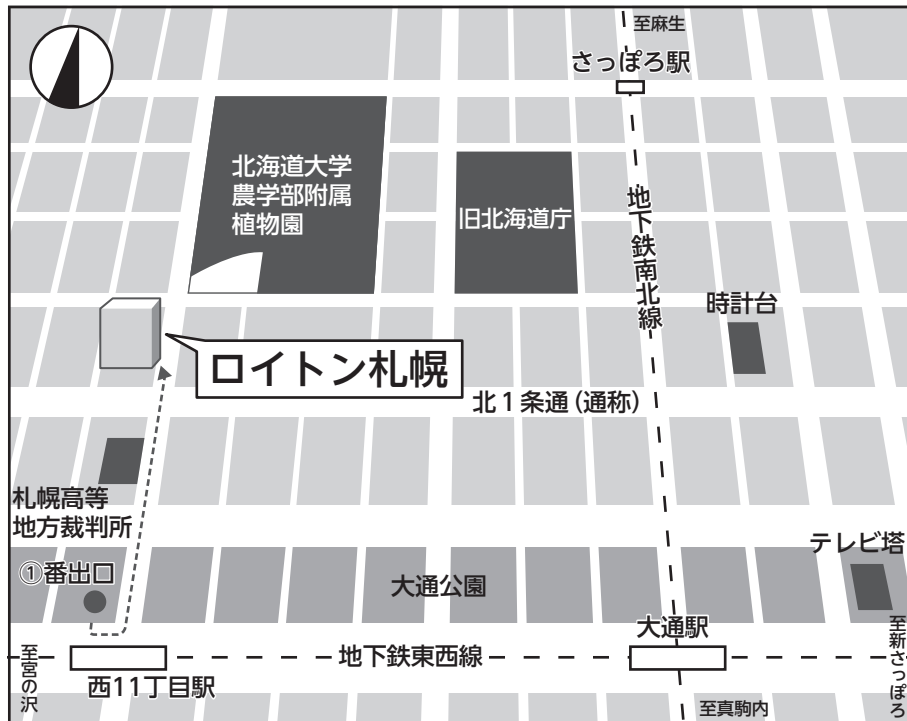 至麻生
さっぽろ駅
北海道大学
農学部附属
植物園
旧北海道庁
地下鉄南北線
時計台
ロイトン札幌
北1条通(通称)
札幌高等
地方裁判所
テレビ塔
①番出口
大通公園
大通駅
至宮の沢
地下鉄東西線
至新さっぽろ
西11丁目駅
至真駒内